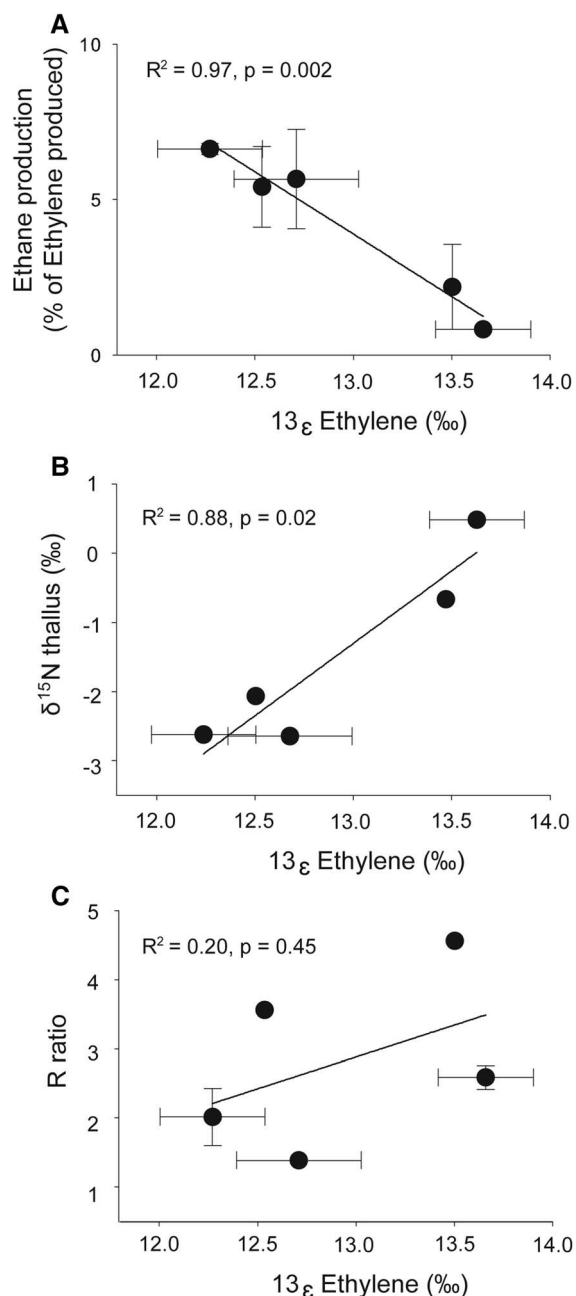 A
R² = 0.97, p = 0.002
Ethane production
(% of Ethylene produced)
10
5
0
12.0 12.5 13.0 13.5 14.0
13ε Ethylene (‰)
B
R² = 0.88, p = 0.02
δ¹⁵N thallus (‰)
1
0
-1
-2
-3
12.0 12.5 13.0 13.5 14.0
13ε Ethylene (‰)
C
R² = 0.20, p = 0.45
R ratio
5
4
3
2
1
12.0 12.5 13.0 13.5 14.0
13ε Ethylene (‰)